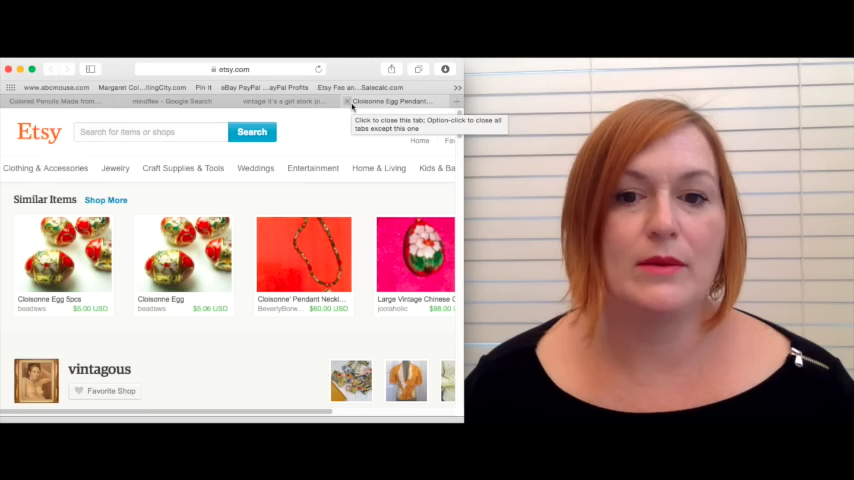 etsy.com
www.abcmouse.com Margaret Col...llingCity.com Pin it eBay PayPal ...ayPal Profits Etsy Fee an...Salecalc.com
Colored Pencils Made from... mindflex - Google Search vintage it's a girl stork pi... Cloisonne Egg Pendant...
Click to close this tab; Option-click to close all
tabs except this one
Etsy Search for items or shops Search
Home Fav
Clothing & Accessories Jewelry Craft Supplies & Tools Weddings Entertainment Home & Living Kids & Ba
Similar Items Shop More
Cloisonne Egg 5pcs Cloisonne Egg Cloisonne' Pendant Neckl... Large Vintage Chinese C
beadsws $5.00 USD beadsws $5.06 USD BeverlyBorw... $60.00 USD joolaholic $98.00
vintagous
Favorite Shop